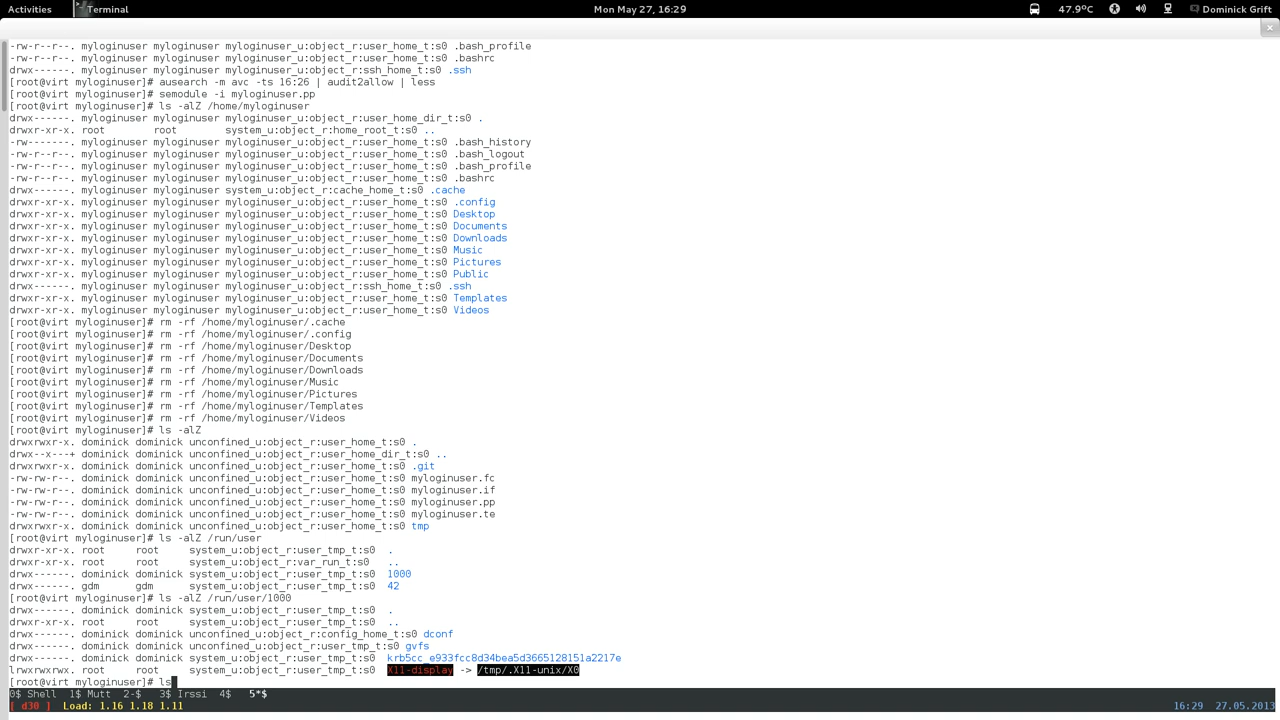 Activities Terminal Mon May 27, 16:29 47.9°C Dominick Grift
-rw-r--r--. myloginuser myloginuser myloginuser_u:object_r:user_home_t:s0 .bash_profile
-rw-r--r--. myloginuser myloginuser myloginuser_u:object_r:user_home_t:s0 .bashrc
drwx------. myloginuser myloginuser myloginuser_u:object_r:ssh_home_t:s0 .ssh
[root@virt myloginuser]# ausearch -m avc -ts 16:26 | audit2allow | less
[root@virt myloginuser]# semodule -i myloginuser.pp
[root@virt myloginuser]# ls -alZ /home/myloginuser
drwx------. myloginuser myloginuser myloginuser_u:object_r:user_home_dir_t:s0 .
drwxr-xr-x. root root system_u:object_r:home_root_t:s0 ..
-rw-------. myloginuser myloginuser myloginuser_u:object_r:user_home_t:s0 .bash_history
-rw-r--r--. myloginuser myloginuser myloginuser_u:object_r:user_home_t:s0 .bash_logout
-rw-r--r--. myloginuser myloginuser myloginuser_u:object_r:user_home_t:s0 .bash_profile
-rw-r--r--. myloginuser myloginuser myloginuser_u:object_r:user_home_t:s0 .bashrc
drwx------. myloginuser myloginuser system_u:object_r:cache_home_t:s0 .cache
drwxr-xr-x. myloginuser myloginuser myloginuser_u:object_r:user_home_t:s0 .config
drwxr-xr-x. myloginuser myloginuser myloginuser_u:object_r:user_home_t:s0 Desktop
drwxr-xr-x. myloginuser myloginuser myloginuser_u:object_r:user_home_t:s0 Documents
drwxr-xr-x. myloginuser myloginuser myloginuser_u:object_r:user_home_t:s0 Downloads
drwxr-xr-x. myloginuser myloginuser myloginuser_u:object_r:user_home_t:s0 Music
drwxr-xr-x. myloginuser myloginuser myloginuser_u:object_r:user_home_t:s0 Pictures
drwxr-xr-x. myloginuser myloginuser myloginuser_u:object_r:user_home_t:s0 Public
drwx------. myloginuser myloginuser myloginuser_u:object_r:ssh_home_t:s0 .ssh
drwxr-xr-x. myloginuser myloginuser myloginuser_u:object_r:user_home_t:s0 Templates
drwxr-xr-x. myloginuser myloginuser myloginuser_u:object_r:user_home_t:s0 Videos
[root@virt myloginuser]# rm -rf /home/myloginuser/.cache
[root@virt myloginuser]# rm -rf /home/myloginuser/.config
[root@virt myloginuser]# rm -rf /home/myloginuser/Desktop
[root@virt myloginuser]# rm -rf /home/myloginuser/Documents
[root@virt myloginuser]# rm -rf /home/myloginuser/Downloads
[root@virt myloginuser]# rm -rf /home/myloginuser/Music
[root@virt myloginuser]# rm -rf /home/myloginuser/Pictures
[root@virt myloginuser]# rm -rf /home/myloginuser/Templates
[root@virt myloginuser]# rm -rf /home/myloginuser/Videos
[root@virt myloginuser]# ls -alZ
drwxrwxr-x. dominick dominick unconfined_u:object_r:user_home_t:s0 .
drwx--x---+ dominick dominick unconfined_u:object_r:user_home_dir_t:s0 ..
drwxrwxr-x. dominick dominick unconfined_u:object_r:user_home_t:s0 .git
-rw-rw-r--. dominick dominick unconfined_u:object_r:user_home_t:s0 myloginuser.fc
-rw-rw-r--. dominick dominick unconfined_u:object_r:user_home_t:s0 myloginuser.if
-rw-rw-r--. dominick dominick unconfined_u:object_r:user_home_t:s0 myloginuser.pp
-rw-rw-r--. dominick dominick unconfined_u:object_r:user_home_t:s0 myloginuser.te
drwxrwxr-x. dominick dominick unconfined_u:object_r:user_home_t:s0 tmp
[root@virt myloginuser]# ls -alZ /run/user
drwxr-xr-x. root root system_u:object_r:user_tmp_t:s0 .
drwxr-xr-x. root root system_u:object_r:var_run_t:s0 ..
drwx------. dominick dominick system_u:object_r:user_tmp_t:s0 1000
drwx------. gdm gdm system_u:object_r:user_tmp_t:s0 42
[root@virt myloginuser]# ls -alZ /run/user/1000
drwx------. dominick dominick system_u:object_r:user_tmp_t:s0 .
drwxr-xr-x. root root system_u:object_r:user_tmp_t:s0 ..
drwx------. dominick dominick unconfined_u:object_r:config_home_t:s0 dconf
drwx------. dominick dominick unconfined_u:object_r:user_tmp_t:s0 gvfs
drwx------. dominick dominick system_u:object_r:user_tmp_t:s0 krb5cc_e933fcc8d34bea5d3665128151a2217e
lrwxrwxrwx. root root system_u:object_r:user_tmp_t:s0 X11-display -> /tmp/.X11-unix/X0
[root@virt myloginuser]# ls
0$ Shell 1$ Mutt 2-$ 3$ Irssi 4$ 5*$
[ d30 ] Load: 1.16 1.18 1.11 16:29 27.05.2013